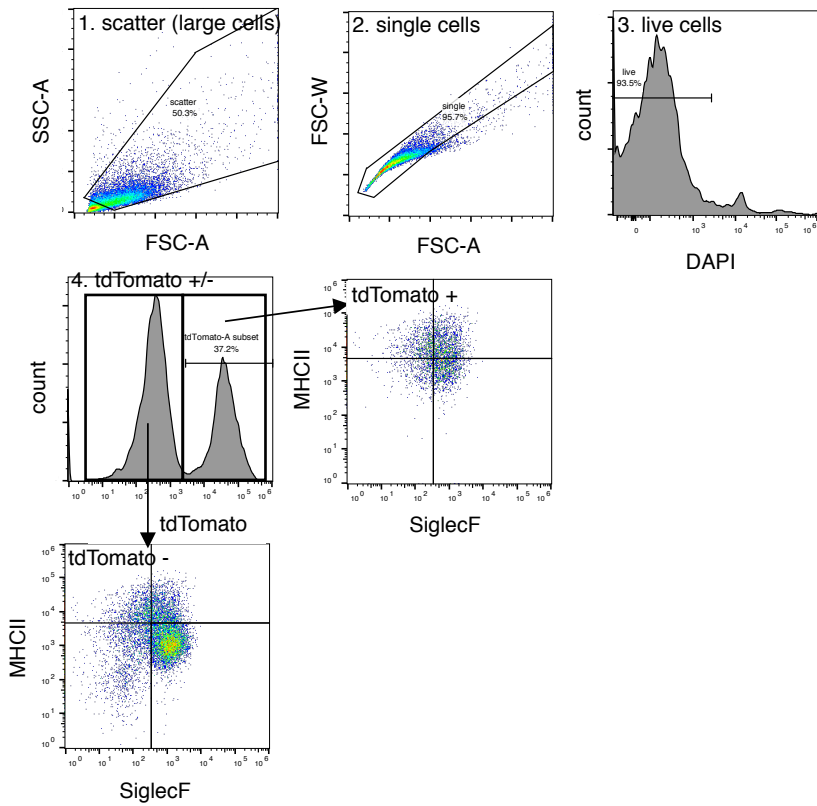 1. scatter (large cells)
SSC-A
scatter
50.3%
FSC-A
2. single cells
FSC-W
single
95.7%
FSC-A
3. live cells
count
live
93.5%
0
10^3
10^4
10^5
10^6
DAPI
4. tdTomato +/-
count
tdTomato-A subset
37.2%
10^0
10^1
10^2
10^3
10^4
10^5
10^6
tdTomato
tdTomato +
MHCII
10^6
10^5
10^4
10^3
10^2
10^1
10^0
10^0
10^1
10^2
10^3
10^4
10^5
10^6
SiglecF
tdTomato -
MHCII
10^6
10^5
10^4
10^3
10^2
10^1
10^0
10^0
10^1
10^2
10^3
10^4
10^5
10^6
SiglecF